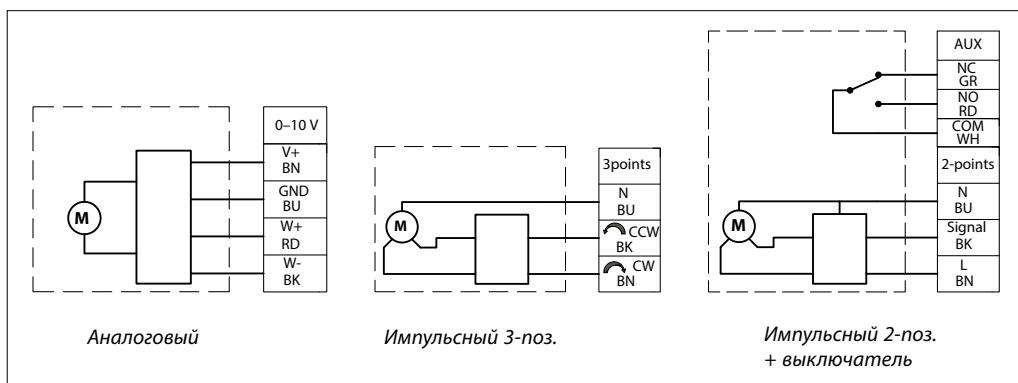 0–10 V
V+
BN
GND
BU
W+
RD
W-
BK
M
Аналоговый
3points
N
BU
CCW
BK
CW
BN
M
Импульсный 3-поз.
AUX
NC
GR
NO
RD
COM
WH
2-points
N
BU
Signal
BK
L
BN
M
Импульсный 2-поз.
+ выключатель